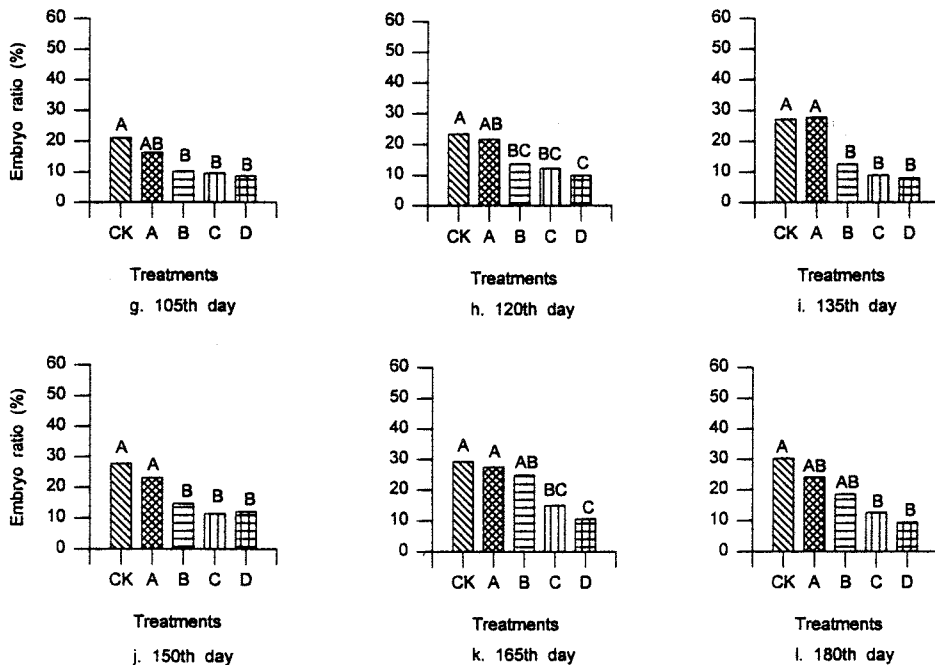 60
50
40
30
20
10
0
Embryo ratio (%)
A
AB
B
B
B
CK A B C D
Treatments
g. 105th day
60
50
40
30
20
10
0
A
AB
BC
BC
C
CK A B C D
Treatments
h. 120th day
60
50
40
30
20
10
0
A
A
B
B
B
CK A B C D
Treatments
i. 135th day
60
50
40
30
20
10
0
Embryo ratio (%)
A
A
B
B
B
CK A B C D
Treatments
j. 150th day
60
50
40
30
20
10
0
A
A
AB
BC
C
CK A B C D
Treatments
k. 165th day
60
50
40
30
20
10
0
A
AB
AB
B
B
CK A B C D
Treatments
l. 180th day